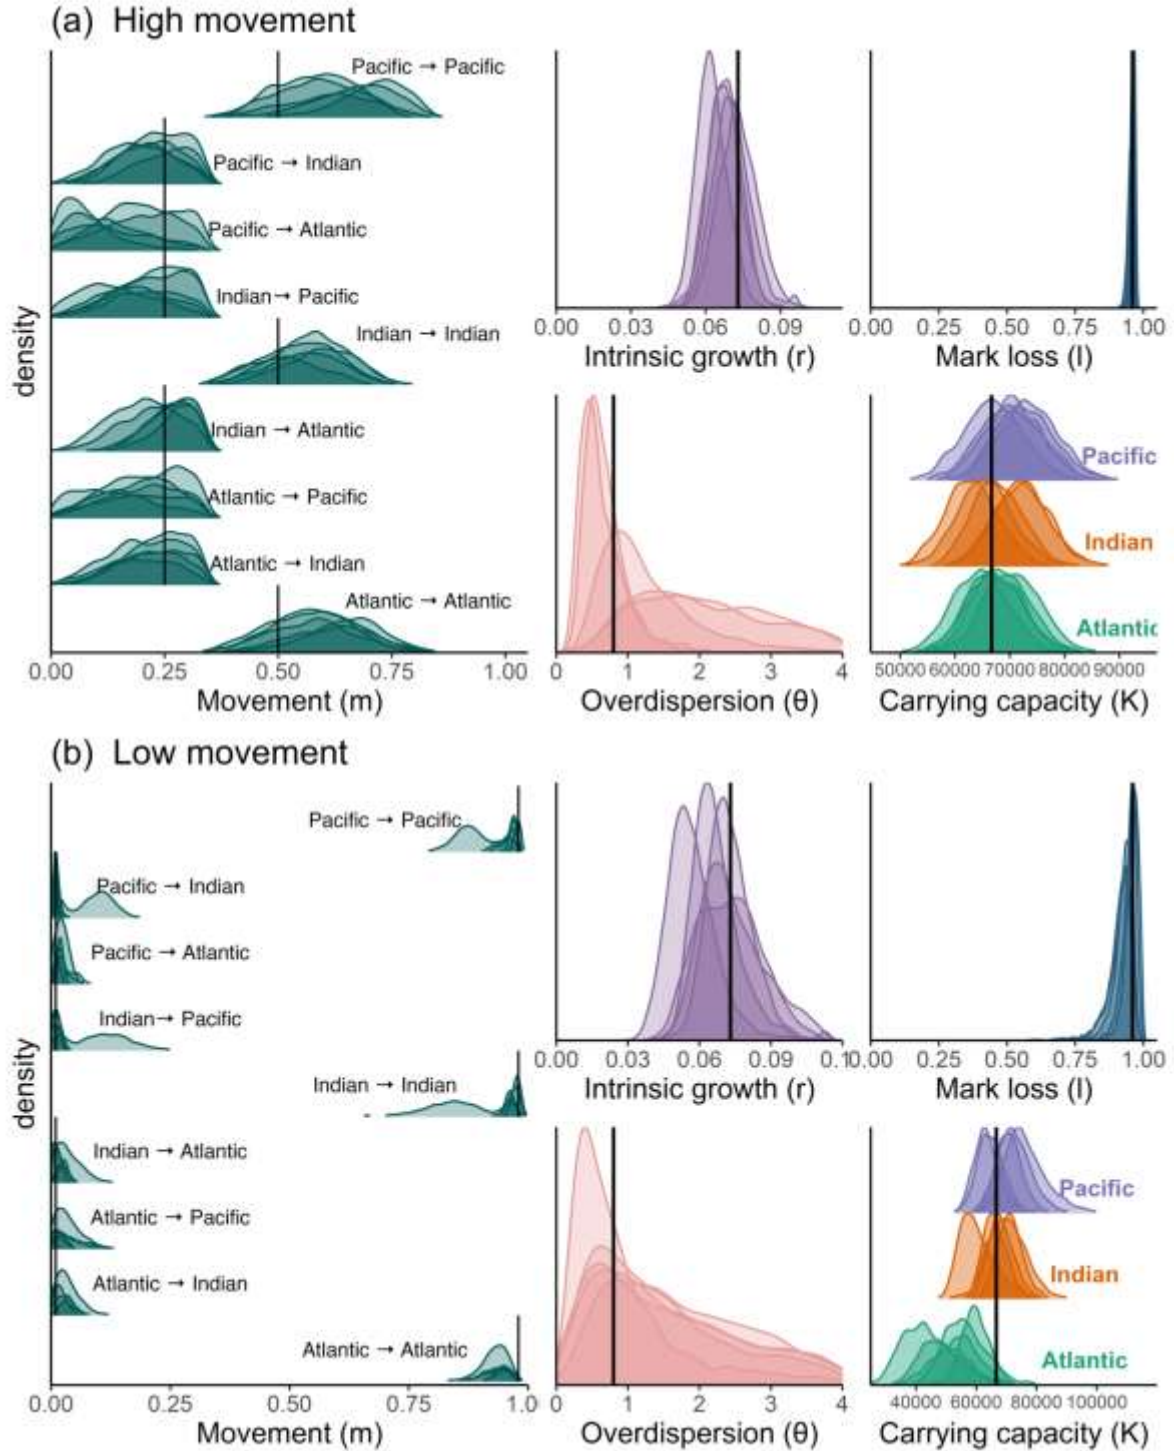 (a) High movement
Pacific → Pacific
Pacific → Indian
Pacific → Atlantic
Indian → Pacific
Indian → Indian
Indian → Atlantic
Atlantic → Pacific
Atlantic → Indian
Atlantic → Atlantic
density
0.00 0.25 0.50 0.75 1.00
Movement (m)
0.00 0.03 0.06 0.09
Intrinsic growth (r)
0.00 0.25 0.50 0.75 1.00
Mark loss (l)
0 1 2 3 4
Overdispersion (θ)
Pacific
Indian
Atlantic
50000 60000 70000 80000 90000
Carrying capacity (K)
(b) Low movement
Pacific → Pacific
Pacific → Indian
Pacific → Atlantic
Indian → Pacific
Indian → Indian
Indian → Atlantic
Atlantic → Pacific
Atlantic → Indian
Atlantic → Atlantic
density
0.00 0.25 0.50 0.75 1.0
Movement (m)
0.00 0.03 0.06 0.09 0.1
Intrinsic growth (r)
0.00 0.25 0.50 0.75 1.00
Mark loss (l)
0 1 2 3 4
Overdispersion (θ)
Pacific
Indian
Atlantic
40000 60000 80000 100000
Carrying capacity (K)